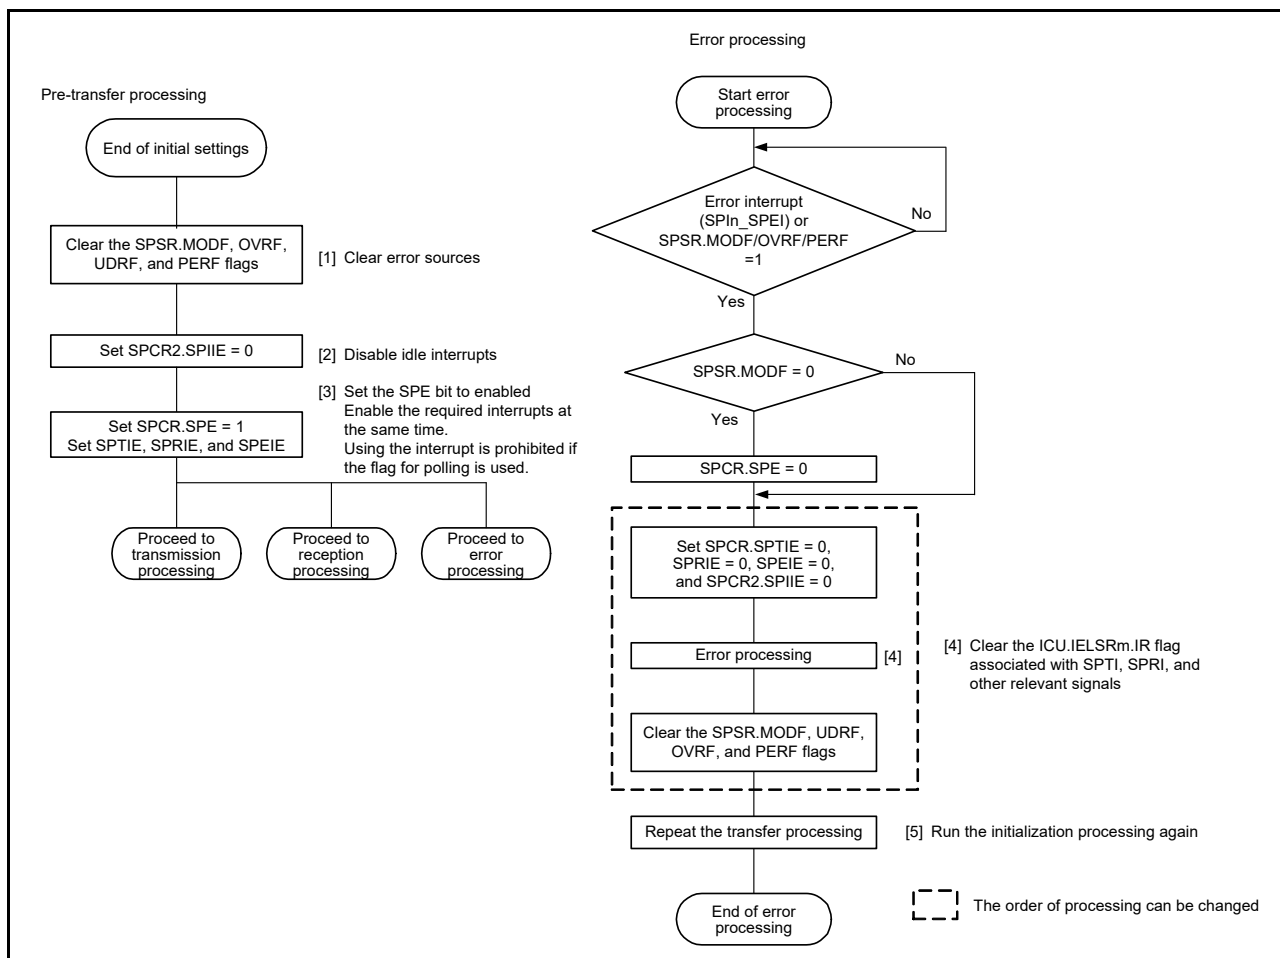 Pre-transfer processing
End of initial settings
Clear the SPSR.MODF, OVRF,
UDRF, and PERF flags
[1] Clear error sources
Set SPCR2.SPIIE = 0
[2] Disable idle interrupts
Set SPCR.SPE = 1
Set SPTIE, SPRIE, and SPEIE
[3] Set the SPE bit to enabled
Enable the required interrupts at
the same time.
Using the interrupt is prohibited if
the flag for polling is used.
Proceed to
transmission
processing
Proceed to
reception
processing
Proceed to
error
processing
Error processing
Start error
processing
Error interrupt
(SPIn_SPEI) or
SPSR.MODF/OVRF/PERF
=1
No
Yes
SPSR.MODF = 0
No
Yes
SPCR.SPE = 0
Set SPCR.SPTIE = 0,
SPRIE = 0, SPEIE = 0,
and SPCR2.SPIIE = 0
Error processing
[4]
[4] Clear the ICU.IELSRm.IR flag
associated with SPTI, SPRI, and
other relevant signals
Clear the SPSR.MODF, UDRF,
OVRF, and PERF flags
Repeat the transfer processing
[5] Run the initialization processing again
End of error
processing
The order of processing can be changed